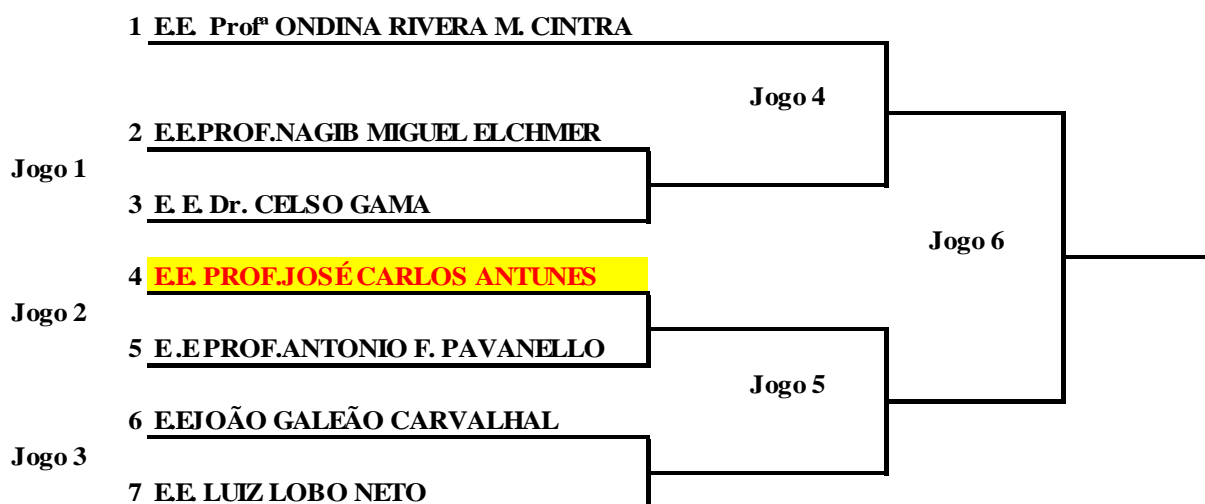 1 E.E. Profª ONDINA RIVERA M. CINTRA
Jogo 4
2 E.E.PROF.NAGIB MIGUEL ELCHMER
Jogo 1
3 E. E. Dr. CELSO GAMA
Jogo 6
4 E.E. PROF.JOSÉ CARLOS ANTUNES
Jogo 2
5 E .E PROF.ANTONIO F. PAVANELLO
Jogo 5
6 E.EJOÃO GALEÃO CARVALHAL
Jogo 3
7 E.E. LUIZ LOBO NETO